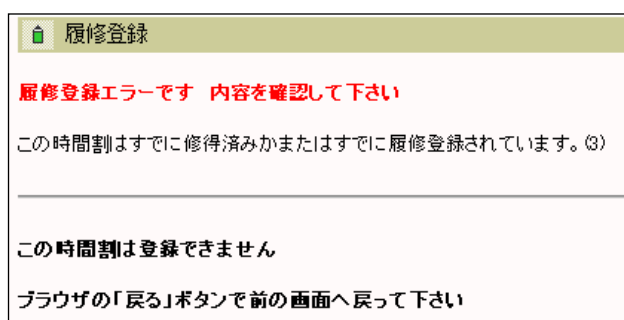 履修登録
履修登録エラーです　内容を確認して下さい
この時間割はすでに修得済みかまたはすでに履修登録されています。(3)
この時間割は登録できません
ブラウザの「戻る」ボタンで前の画面へ戻って下さい